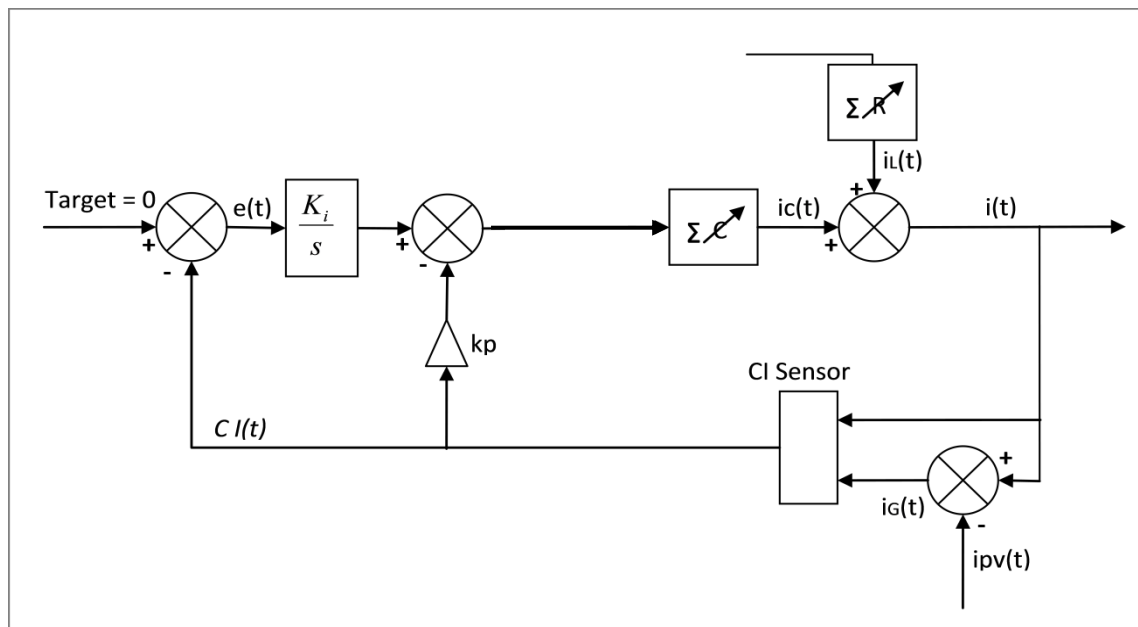 Σ R
iL(t)
Target = 0
+
-
e(t)
Ki
s
+
-
Σ C
ic(t)
+
+
i(t)
kp
CI Sensor
C I(t)
+
iG(t)
-
ipv(t)